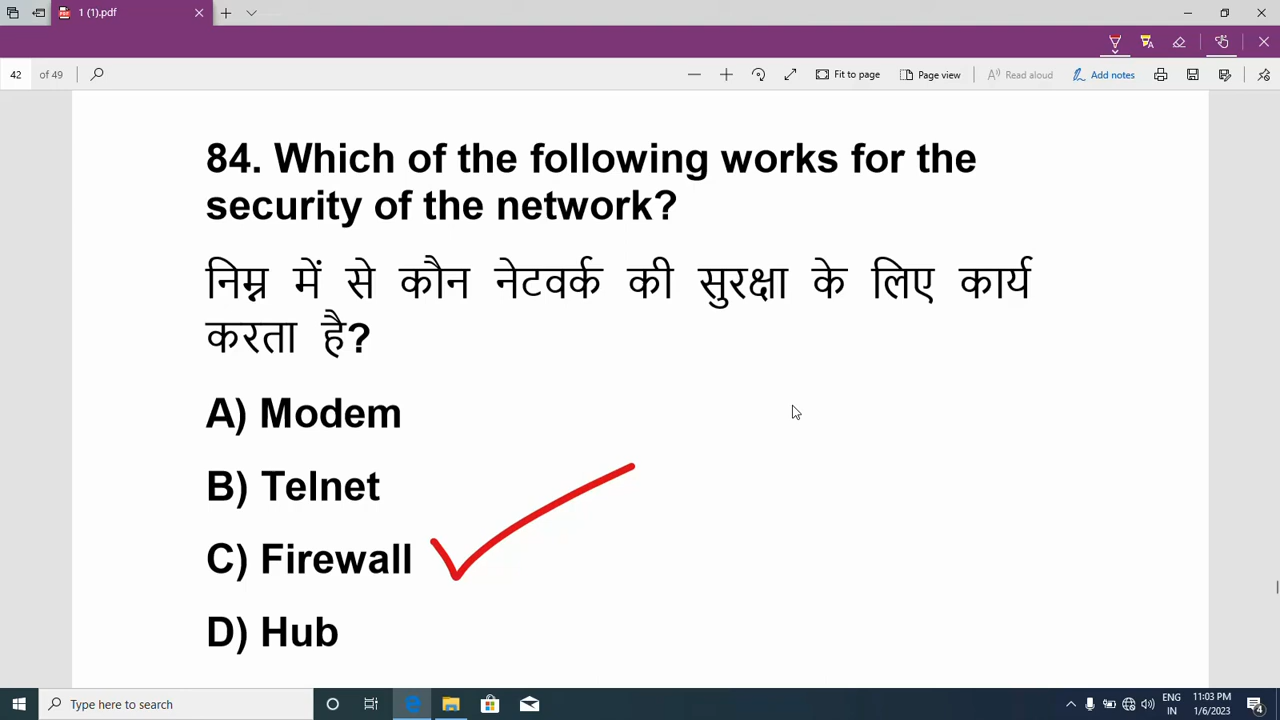 1 (1).pdf
42 of 49 Fit to page Page view Read aloud Add notes
84. Which of the following works for the
security of the network?
निम्न में से कौन नेटवर्क की सुरक्षा के लिए कार्य
करता है?
A) Modem
B) Telnet
C) Firewall
D) Hub
Type here to search
ENG 11:03 PM
IN 1/6/2023
4